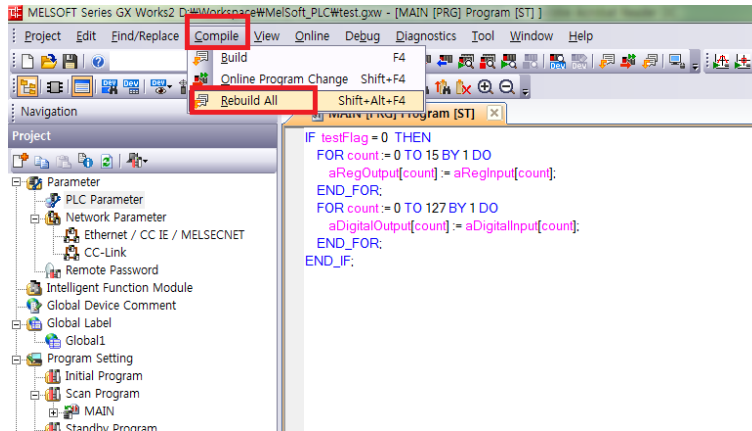 MELSOFT Series GX Works2 D:₩Workspace₩MelSoft_PLC₩test.gxw - [MAIN [PRG] Program [ST] ]
Project Edit Find/Replace Compile View Online Debug Diagnostics Tool Window Help
Build F4
Online Program Change Shift+F4
Rebuild All Shift+Alt+F4
Navigation
MAIN [PRG] Program [ST]
Project
Parameter
PLC Parameter
Network Parameter
Ethernet / CC IE / MELSECNET
CC-Link
Remote Password
Intelligent Function Module
Global Device Comment
Global Label
Global1
Program Setting
Initial Program
Scan Program
MAIN
Standby Program
IF testFlag = 0 THEN
FOR count := 0 TO 15 BY 1 DO
aRegOutput[count] := aRegInput[count];
END_FOR;
FOR count := 0 TO 127 BY 1 DO
aDigitalOutput[count] := aDigitalInput[count];
END_FOR;
END_IF;